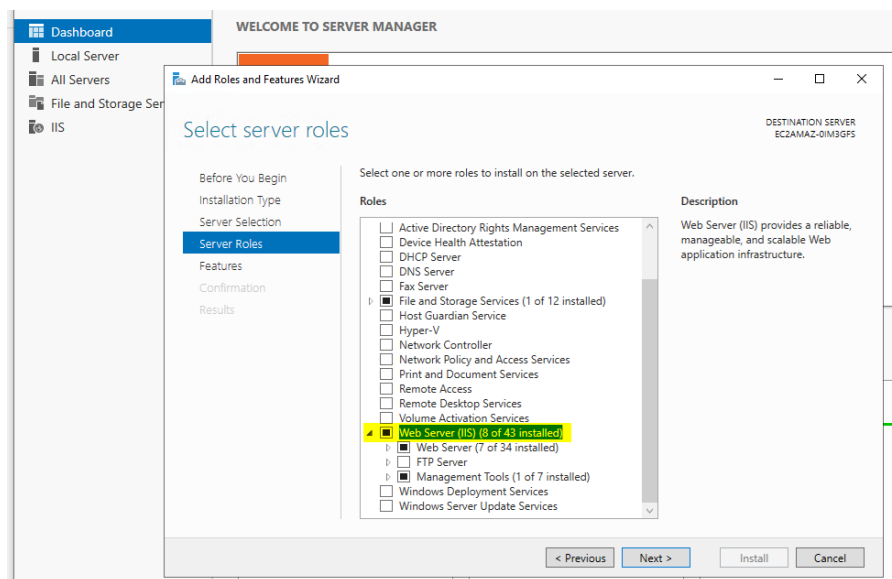 Dashboard
Local Server
All Servers
File and Storage Ser
IIS
WELCOME TO SERVER MANAGER
Add Roles and Features Wizard
Select server roles
DESTINATION SERVER
EC2AMAZ-0IM3GFS
Before You Begin
Installation Type
Server Selection
Server Roles
Features
Confirmation
Results
Select one or more roles to install on the selected server.
Roles
Active Directory Rights Management Services
Device Health Attestation
DHCP Server
DNS Server
Fax Server
File and Storage Services (1 of 12 installed)
Host Guardian Service
Hyper-V
Network Controller
Network Policy and Access Services
Print and Document Services
Remote Access
Remote Desktop Services
Volume Activation Services
Web Server (IIS) (8 of 43 installed)
Web Server (7 of 34 installed)
FTP Server
Management Tools (1 of 7 installed)
Windows Deployment Services
Windows Server Update Services
Description
Web Server (IIS) provides a reliable,
manageable, and scalable Web
application infrastructure.
< Previous
Next >
Install
Cancel